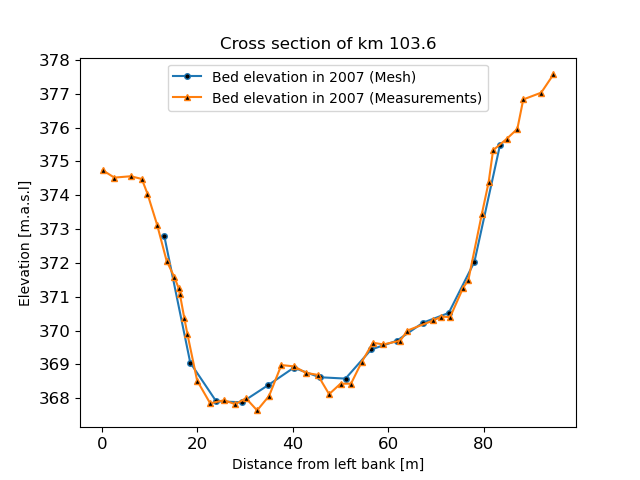 Cross section of km 103.6
Bed elevation in 2007 (Mesh)
Bed elevation in 2007 (Measurements)
378
377
376
375
374
373
372
371
370
369
368
Elevation [m.a.s.l]
0 20 40 60 80
Distance from left bank [m]